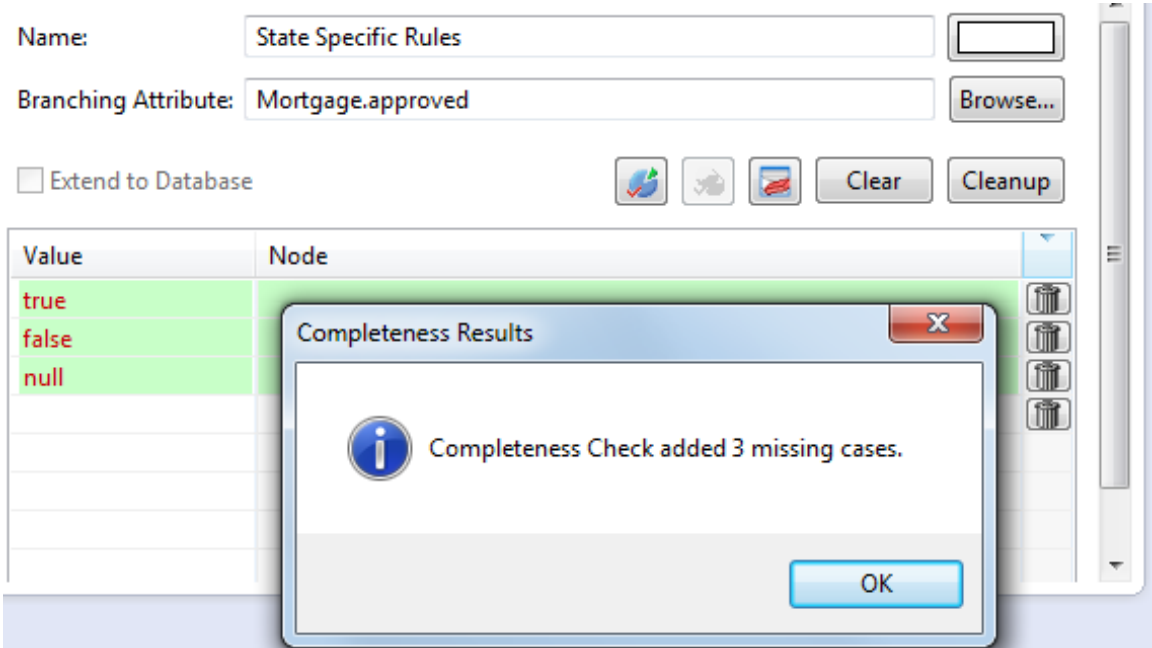 Name: State Specific Rules
Branching Attribute: Mortgage.approved Browse...
Extend to Database Clear Cleanup
Value Node
true
false
null
Completeness Results
Completeness Check added 3 missing cases.
OK